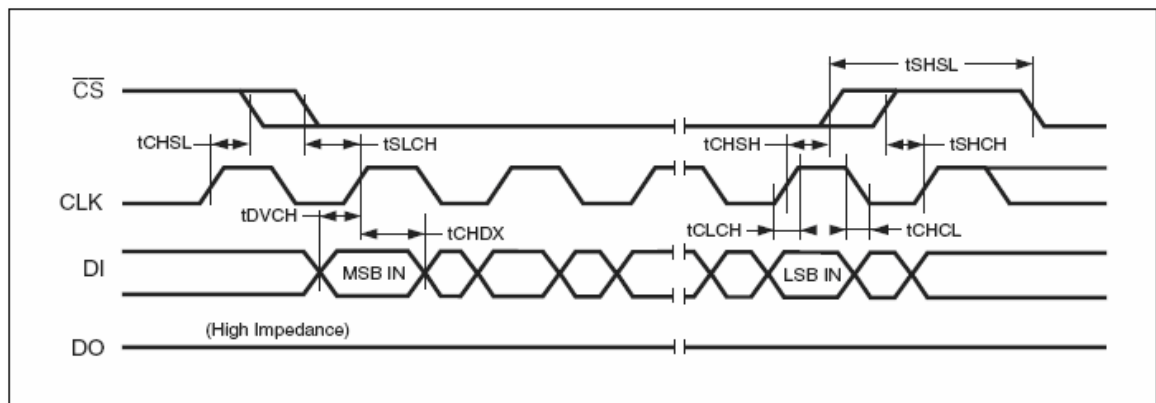 tSHSL
CS
tCHSL
tSLCH
tCHSH
tSHCH
CLK
tDVCH
tCHDX
tCLCH
tCHCL
DI
MSB IN
LSB IN
(High Impedance)
DO